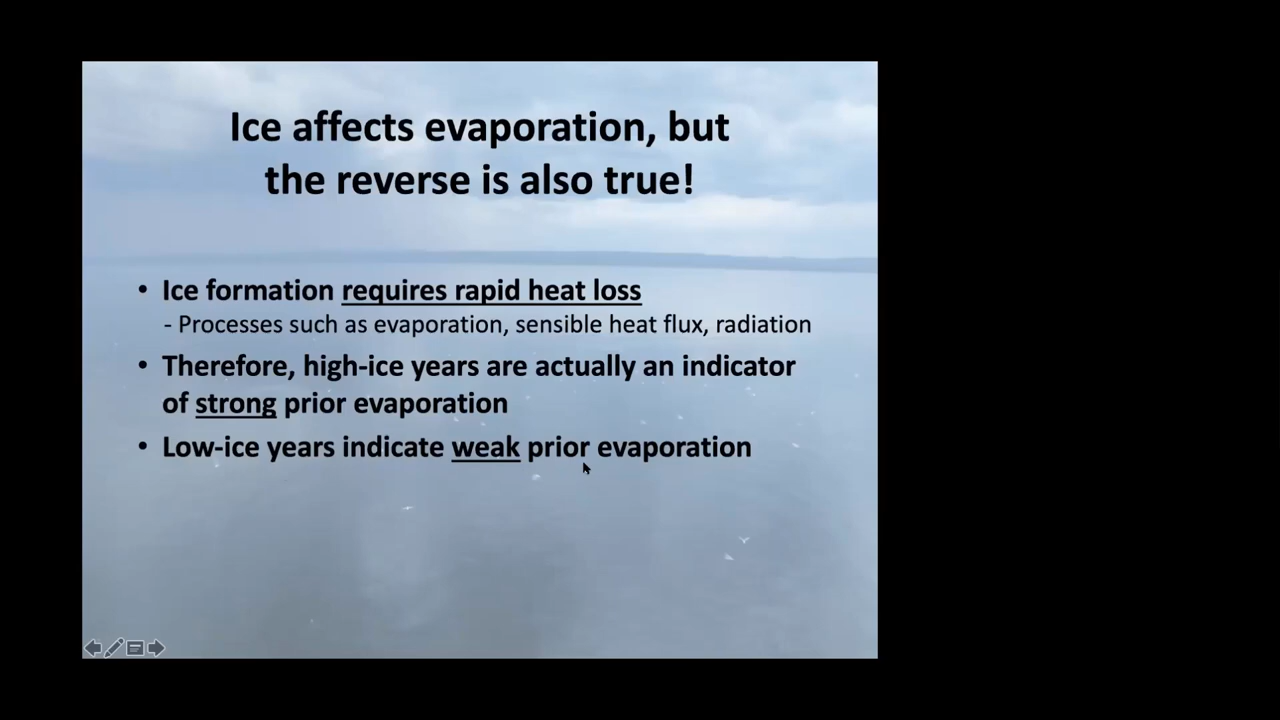 Ice affects evaporation, but
the reverse is also true!
• Ice formation requires rapid heat loss
- Processes such as evaporation, sensible heat flux, radiation
• Therefore, high-ice years are actually an indicator
of strong prior evaporation
• Low-ice years indicate weak prior evaporation